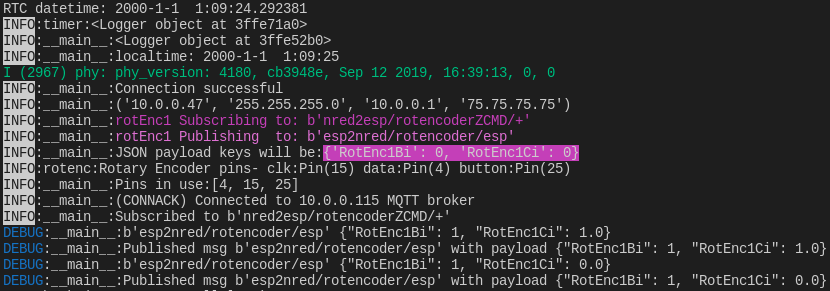 RTC datetime: 2000-1-1  1:09:24.292381
INFO:timer:<Logger object at 3ffe71a0>
INFO:__main__:<Logger object at 3ffe52b0>
INFO:__main__:localtime: 2000-1-1  1:09:25
I (2967) phy: phy_version: 4180, cb3948e, Sep 12 2019, 16:39:13, 0, 0
INFO:__main__:Connection successful
INFO:__main__:('10.0.0.47', '255.255.255.0', '10.0.0.1', '75.75.75.75')
INFO:__main__:rotEnc1 Subscribing to: b'nred2esp/rotencoderZCMD/+'
INFO:__main__:rotEnc1 Publishing  to: b'esp2nred/rotencoder/esp'
INFO:__main__:JSON payload keys will be:{'RotEnc1Bi': 0, 'RotEnc1Ci': 0}
INFO:rotenc:Rotary Encoder pins- clk:Pin(15) data:Pin(4) button:Pin(25)
INFO:__main__:Pins in use:[4, 15, 25]
INFO:__main__:(CONNACK) Connected to 10.0.0.115 MQTT broker
INFO:__main__:Subscribed to b'nred2esp/rotencoderZCMD/+'
DEBUG:__main__:b'esp2nred/rotencoder/esp' {"RotEnc1Bi": 1, "RotEnc1Ci": 1.0}
DEBUG:__main__:Published msg b'esp2nred/rotencoder/esp' with payload {"RotEnc1Bi": 1, "RotEnc1Ci": 1.0}
DEBUG:__main__:b'esp2nred/rotencoder/esp' {"RotEnc1Bi": 1, "RotEnc1Ci": 0.0}
DEBUG:__main__:Published msg b'esp2nred/rotencoder/esp' with payload {"RotEnc1Bi": 1, "RotEnc1Ci": 0.0}